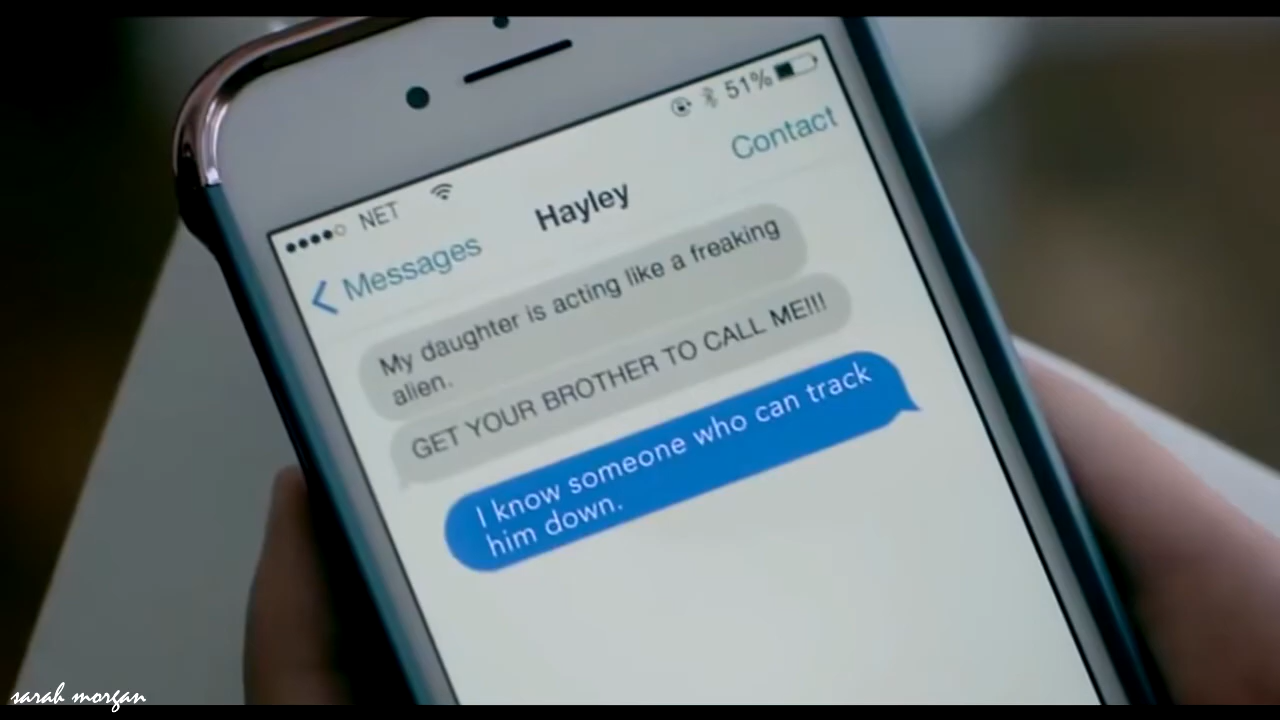 NET 51%
Messages Hayley Contact
My daughter is acting like a freaking
alien.
GET YOUR BROTHER TO CALL ME!!!
I know someone who can track
him down.
sarah morgan